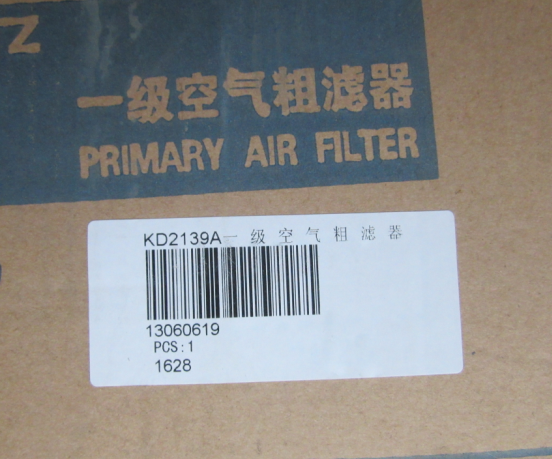 Z
一级空气粗滤器
PRIMARY AIR FILTER
KD2139A一级空气粗滤器
13060619
PCS:1
1628